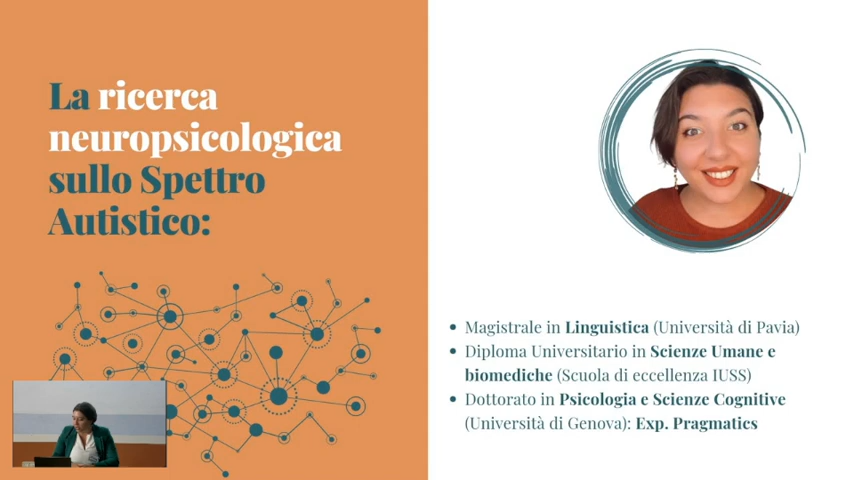 La ricerca
neuropsicologica
sullo Spettro
Autistico:
Magistrale in Linguistica (Università di Pavia)
Diploma Universitario in Scienze Umane e
biomediche (Scuola di eccellenza IUSS)
Dottorato in Psicologia e Scienze Cognitive
(Università di Genova): Exp. Pragmatics